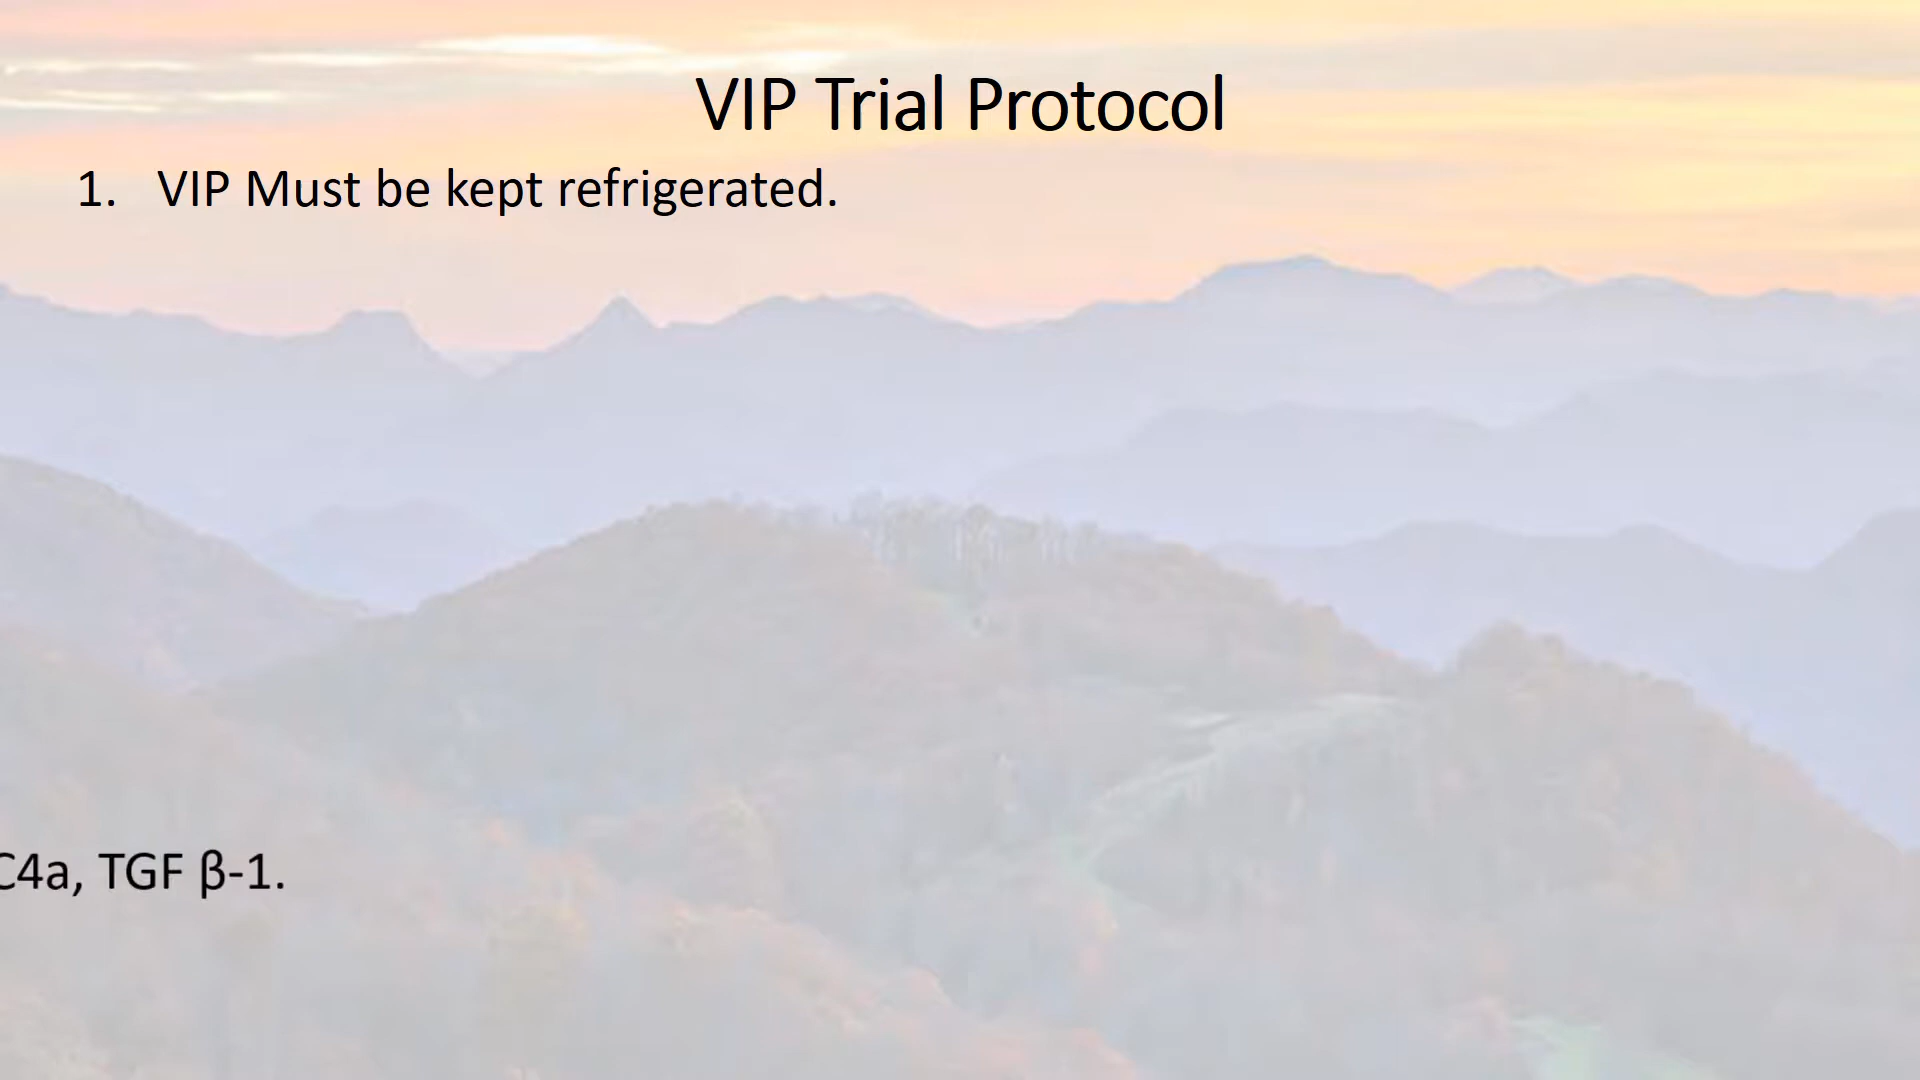 VIP Trial Protocol
1. VIP Must be kept refrigerated.
C4a, TGF β-1.